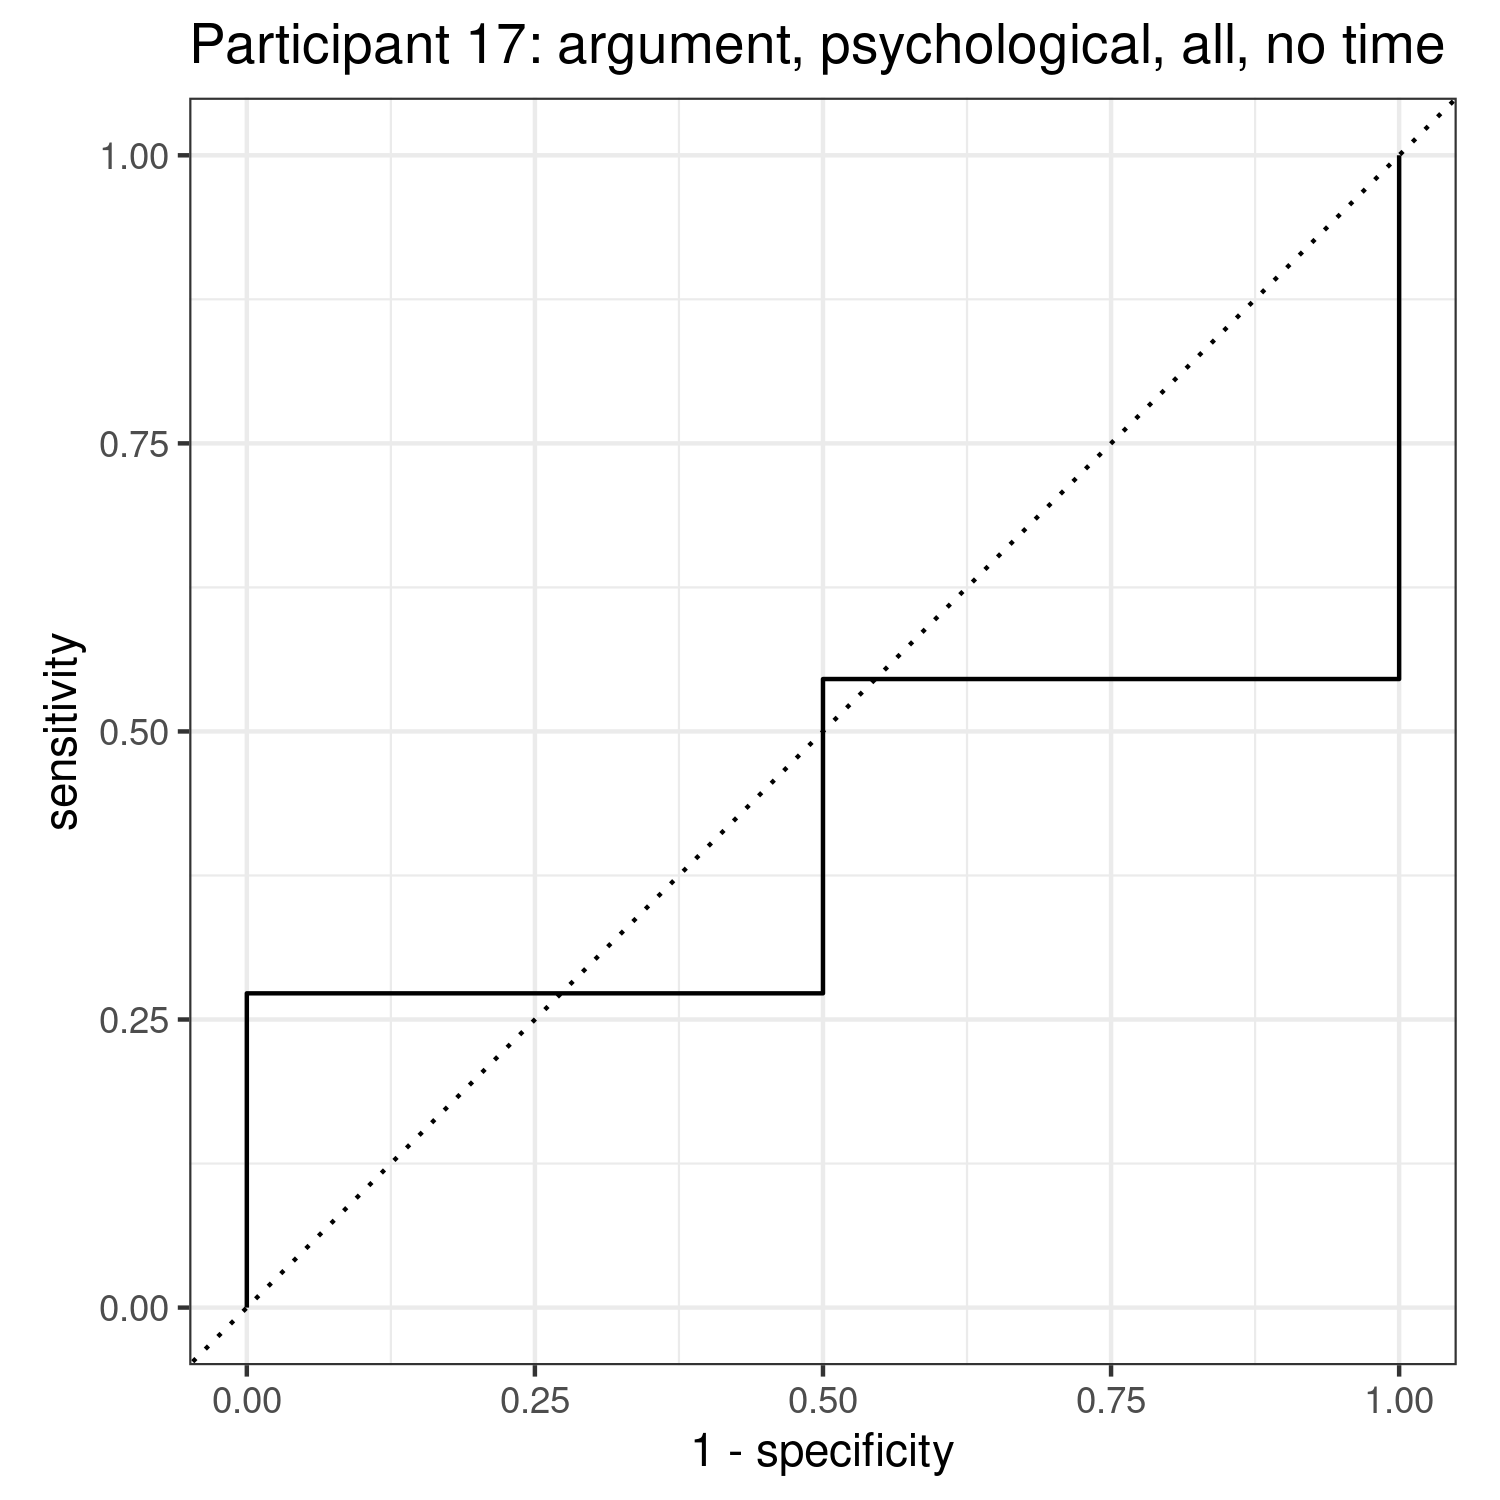 Participant 17: argument, psychological, all, no time
1.00
0.75
0.50
0.25
0.00
sensitivity
0.00 0.25 0.50 0.75 1.00
1 - specificity